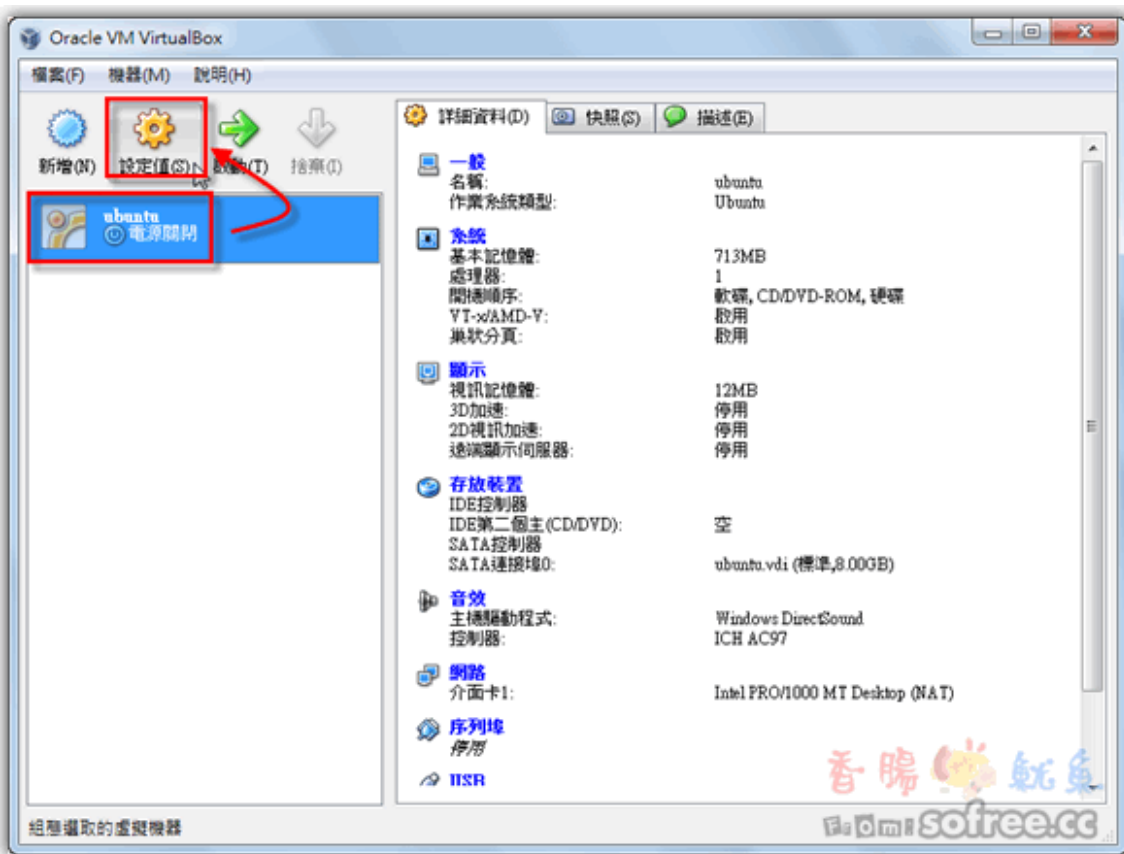 Oracle VM VirtualBox
檔案(F) 機器(M) 說明(H)
新增(N) 設定值(S) 啟動(T) 捨棄(I)
ubuntu
電源關閉
詳細資料(D) 快照(S) 描述(E)
一般
名稱: ubuntu
作業系統類型: Ubuntu
系統
基本記憶體: 713MB
處理器: 1
開機順序: 軟碟, CD/DVD-ROM, 硬碟
VT-x/AMD-V: 啟用
巢狀分頁: 啟用
顯示
視訊記憶體: 12MB
3D加速: 停用
2D視訊加速: 停用
遠端顯示伺服器: 停用
存放裝置
IDE控制器
IDE第二個主(CD/DVD): 空
SATA控制器
SATA連接埠0: ubuntu.vdi (標準,8.00GB)
音效
主機驅動程式: Windows DirectSound
控制器: ICH AC97
網路
介面卡1: Intel PRO/1000 MT Desktop (NAT)
序列埠
停用
USB
組態選取的虛擬機器
香腸 魷魚
From:sofree.cc